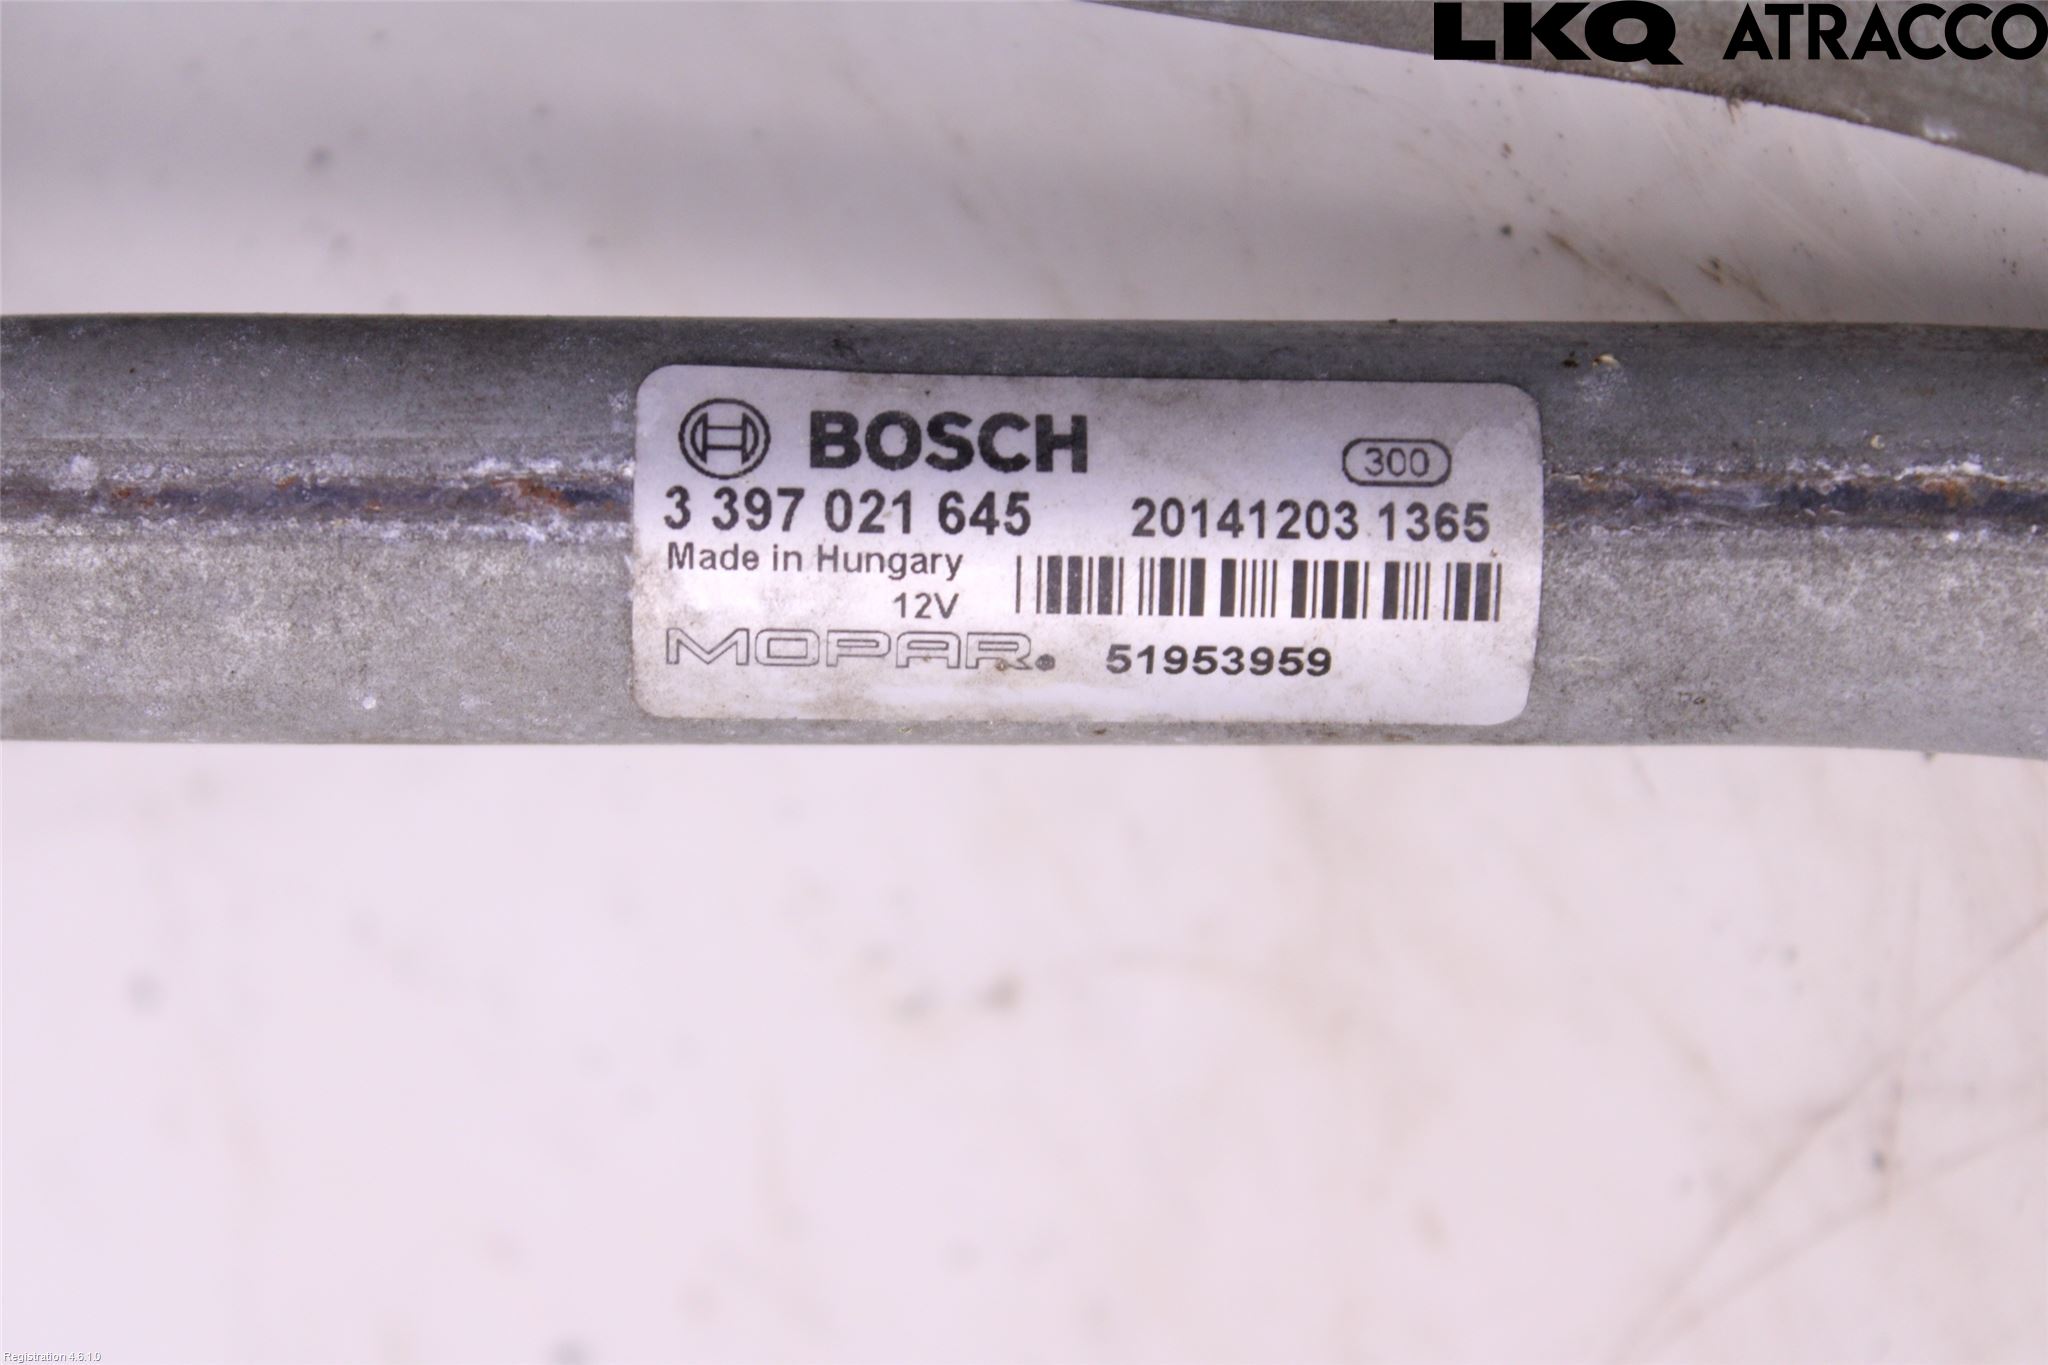 LKQ ATRACCO
BOSCH
300
3 397 021 645 20141203 1365
Made in Hungary
12V
MOPAR® 51953959
Registration 4.6.1.0